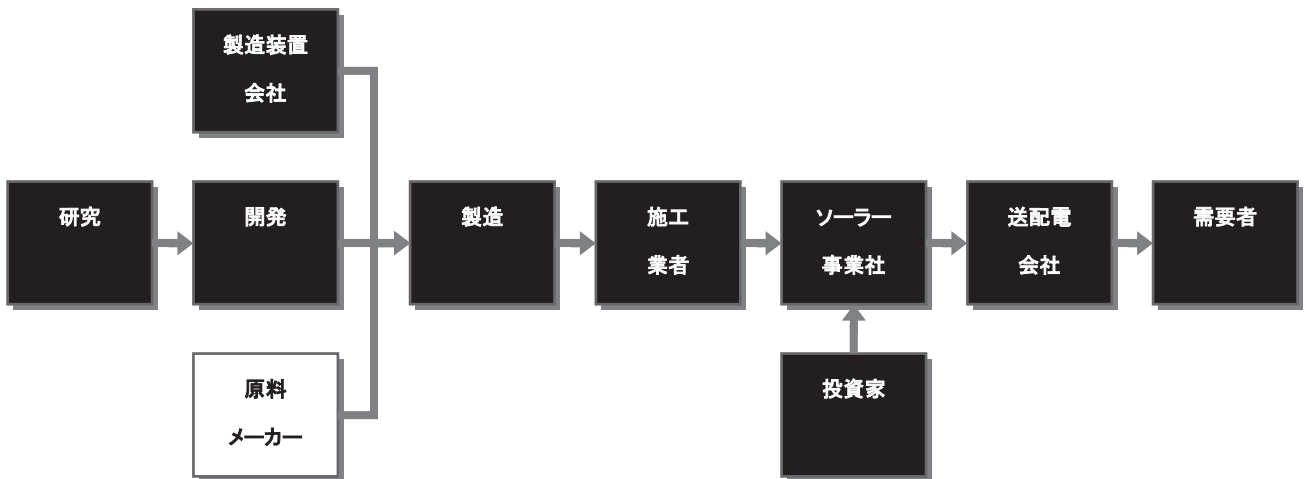 製造装置
会社
研究
開発
製造
施工
業者
ソーラー
事業社
送配電
会社
需要者
原料
メーカー
投資家